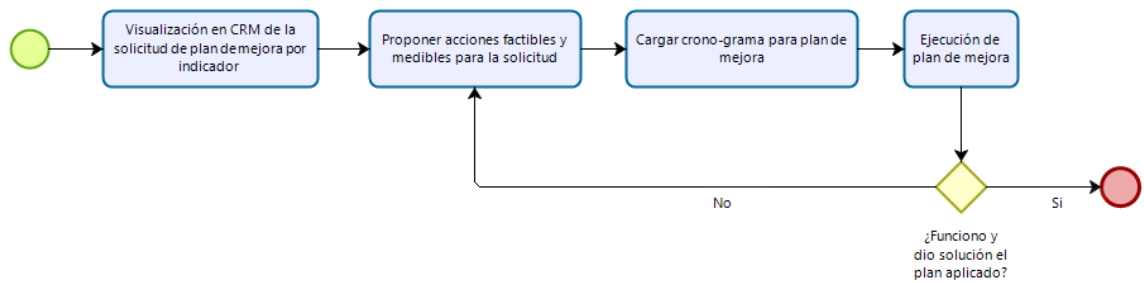 Visualización en CRM de la
solicitud de plan de mejora por
indicador
Proponer acciones factibles y
medibles para la solicitud
Cargar crono-grama para plan de
mejora
Ejecución de
plan de mejora
No
Si
¿Funciono y
dio solución el
plan aplicado?